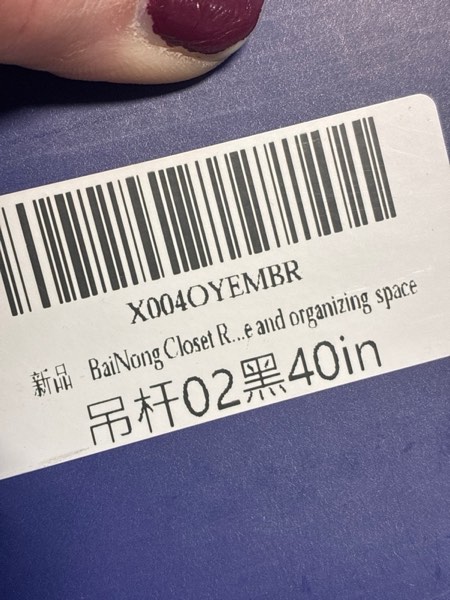 X004OYEMBR
新品 BaiNong Closet R...e and organizing space
吊杆02黑40in